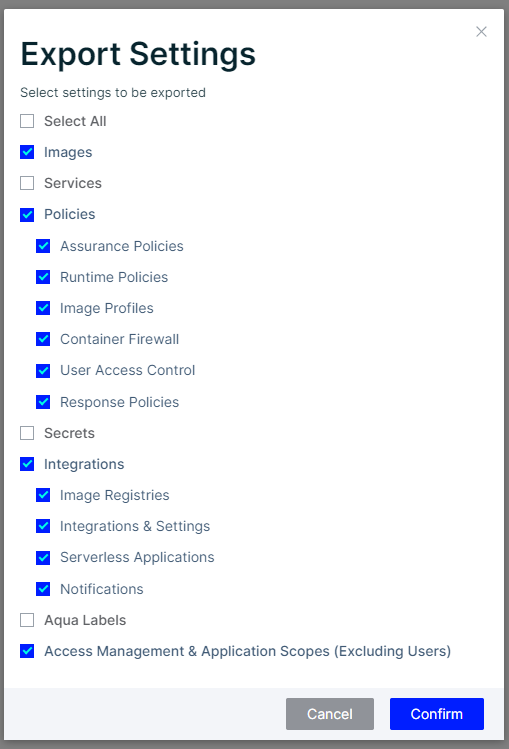 Export Settings
Select settings to be exported
Select All
Images
Services
Policies
Assurance Policies
Runtime Policies
Image Profiles
Container Firewall
User Access Control
Response Policies
Secrets
Integrations
Image Registries
Integrations & Settings
Serverless Applications
Notifications
Aqua Labels
Access Management & Application Scopes (Excluding Users)
Cancel Confirm